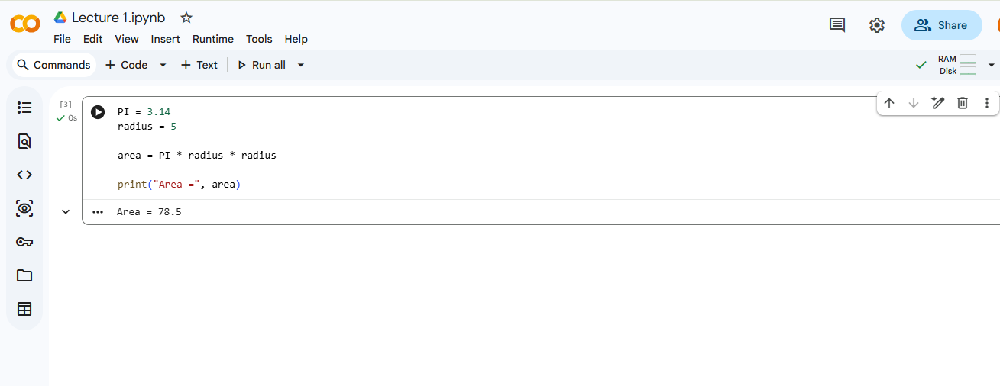 Lecture 1.ipynb
File Edit View Insert Runtime Tools Help
Share
Commands + Code + Text Run all
RAM
Disk
[3]
0s
PI = 3.14
radius = 5
area = PI * radius * radius
print("Area =", area)
Area = 78.5